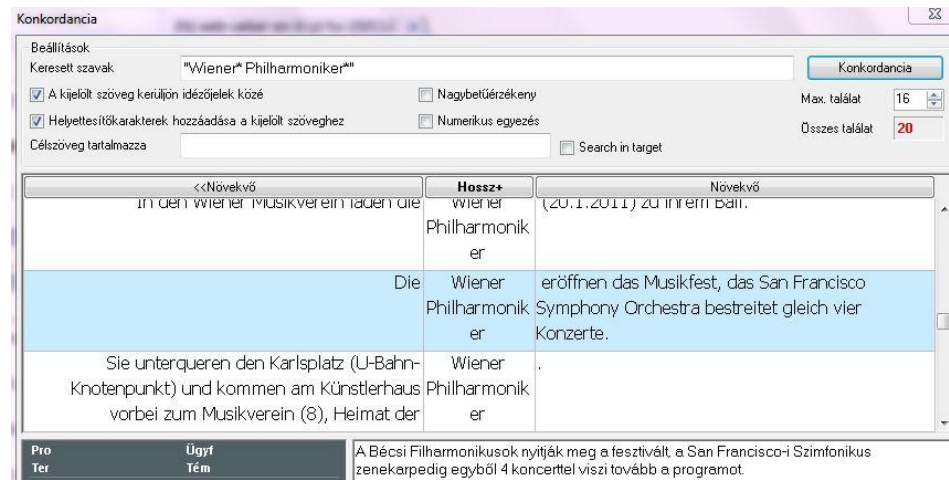 Konkordancia
Beállítások
Keresett szavak "Wiener* Philharmoniker*" Konkordancia
A kijelölt szöveg kerüljön idézőjelek közé Nagybetűérzékeny Max. találat 16
Helyettesítőkarakterek hozzáadása a kijelölt szöveghez Numerikus egyezés Összes találat 20
Célszöveg tartalmazza Search in target
<<Növekvő Hossz+ Növekvő
In den Wiener Musikverein laden die Wiener (20.1.2011) zu ihrem Ball.
Philharmonik
er
Die Wiener eröffnen das Musikfest, das San Francisco
Philharmonik Symphony Orchestra bestreitet gleich vier
er Konzerte.
Sie unterqueren den Karlsplatz (U-Bahn- Wiener .
Knotenpunkt) und kommen am Künstlerhaus Philharmonik
vorbei zum Musikverein (8), Heimat der er
Pro Ügyf A Bécsi Filharmonikusok nyitják meg a fesztivált, a San Francisco-i Szimfonikus
Ter Tém zenekarpedig egyből 4 koncerttel viszi tovább a programot.